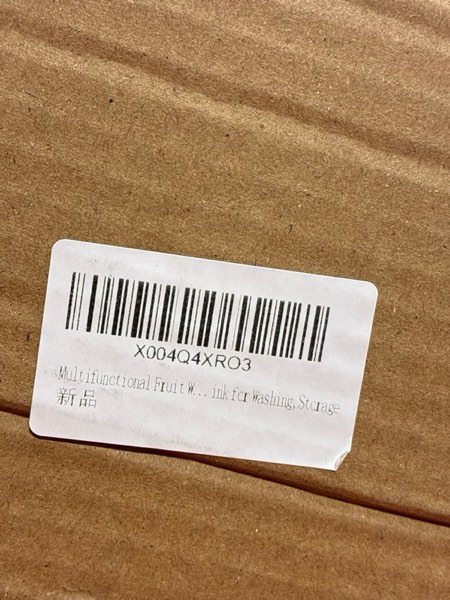 X004Q4XRO3
Multifunctional Fruit W... ink for Washing, Storage
新品